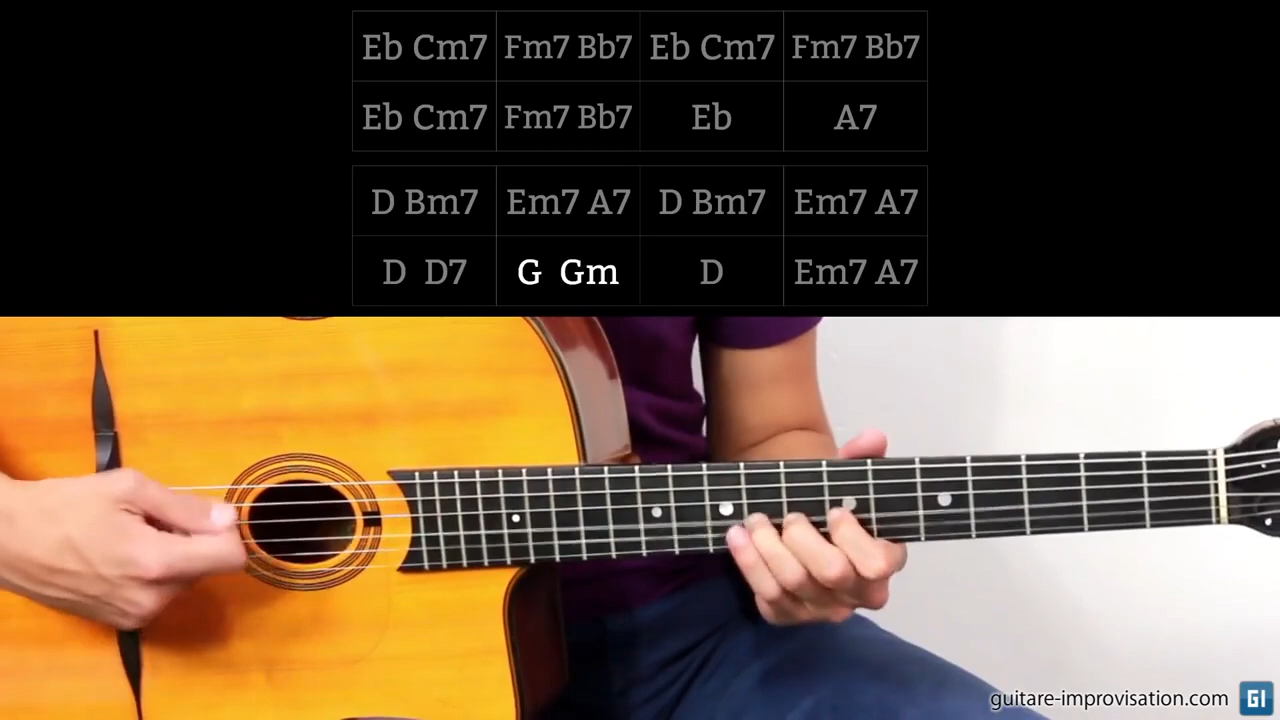 Eb Cm7 Fm7 Bb7 Eb Cm7 Fm7 Bb7
Eb Cm7 Fm7 Bb7 Eb A7
D Bm7 Em7 A7 D Bm7 Em7 A7
D D7 G Gm D Em7 A7
guitare-improvisation.com GI